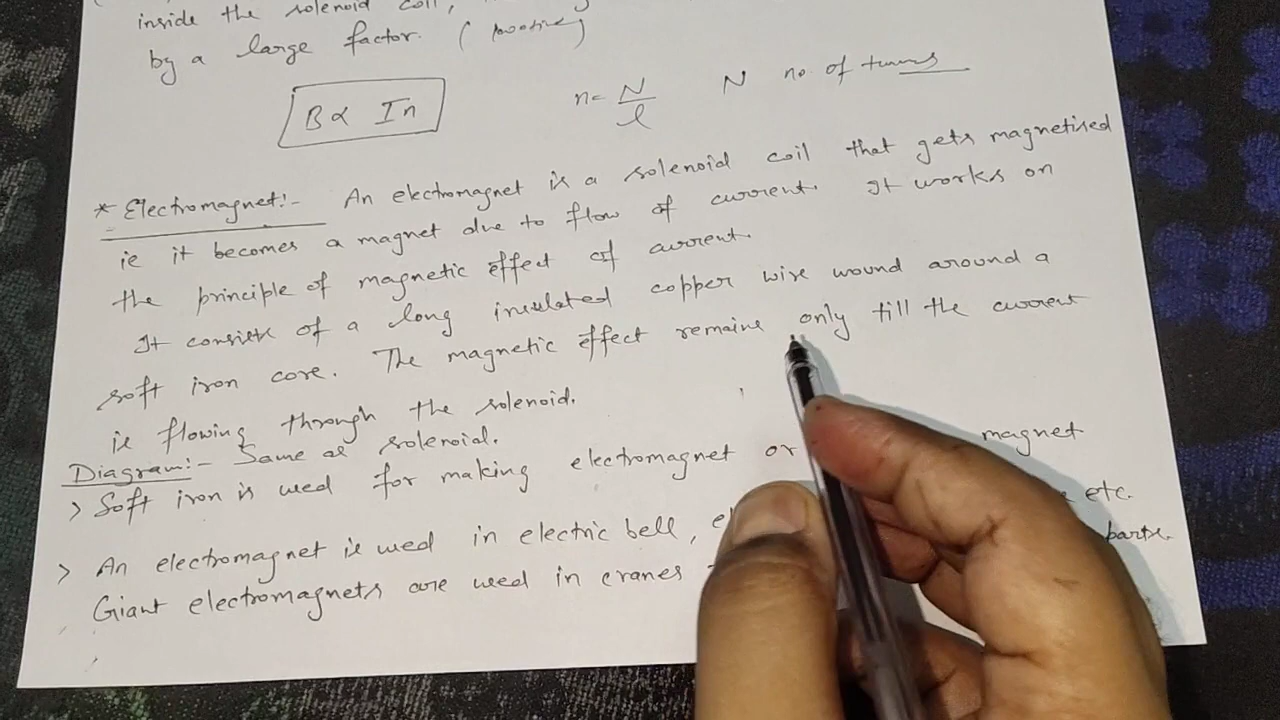 inside the solenoid coil,
by a large factor. (
B∝ In
n= N/l N no. of turns
* Electromagnet:- An electromagnet is a solenoid coil that gets magnetised
ie it becomes a magnet due to flow of current. It works on
the principle of magnetic effect of current.
It consists of a long insulated copper wire wound around a
soft iron core. The magnetic effect remains only till the current
is flowing through the solenoid.
Diagram:- Same as solenoial.
> Soft iron is used for making electromagnet or magnet
> An electromagnet is used in electric bell, etc.
Giant electromagnets are used in cranes parts.